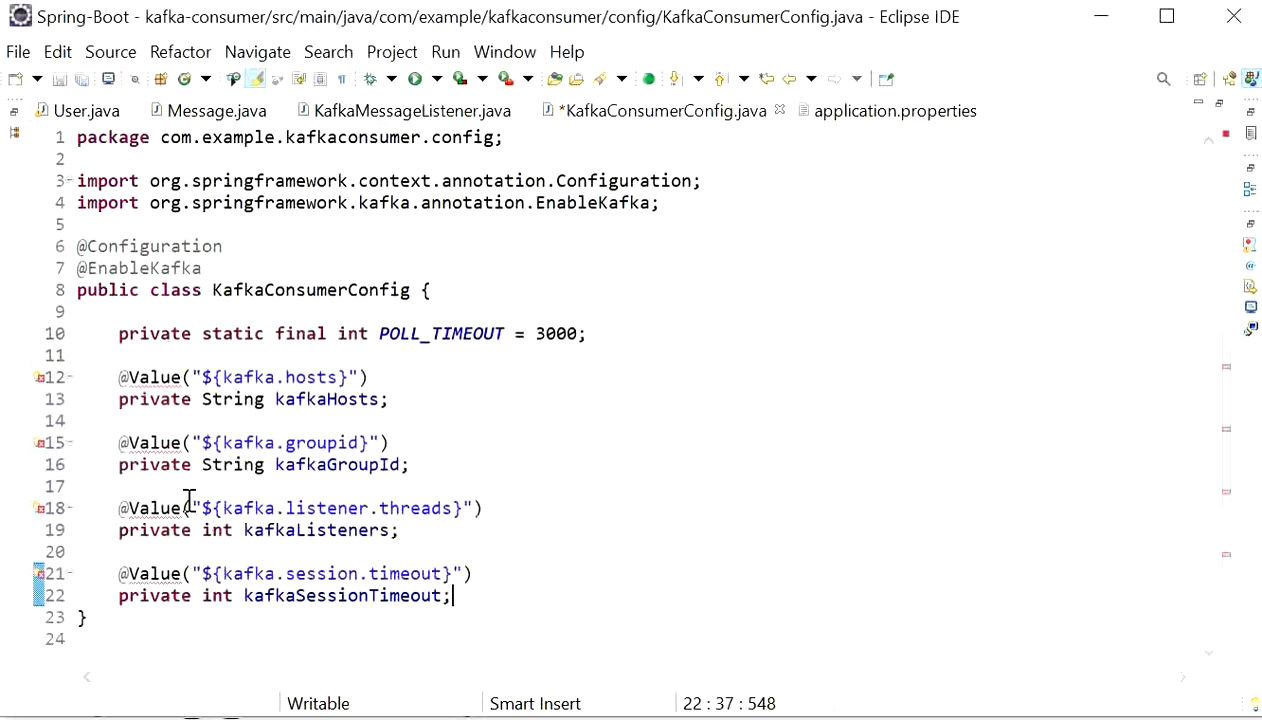 Spring-Boot - kafka-consumer/src/main/java/com/example/kafkaconsumer/config/KafkaConsumerConfig.java - Eclipse IDE
File Edit Source Refactor Navigate Search Project Run Window Help
User.java Message.java KafkaMessageListener.java *KafkaConsumerConfig.java application.properties
1 package com.example.kafkaconsumer.config;
2
3 import org.springframework.context.annotation.Configuration;
4 import org.springframework.kafka.annotation.EnableKafka;
5
6 @Configuration
7 @EnableKafka
8 public class KafkaConsumerConfig {
9
10 private static final int POLL_TIMEOUT = 3000;
11
12 @Value("${kafka.hosts}")
13 private String kafkaHosts;
14
15 @Value("${kafka.groupid}")
16 private String kafkaGroupId;
17
18 @Value("${kafka.listener.threads}")
19 private int kafkaListeners;
20
21 @Value("${kafka.session.timeout}")
22 private int kafkaSessionTimeout;
23 }
24
Writable Smart Insert 22 : 37 : 548